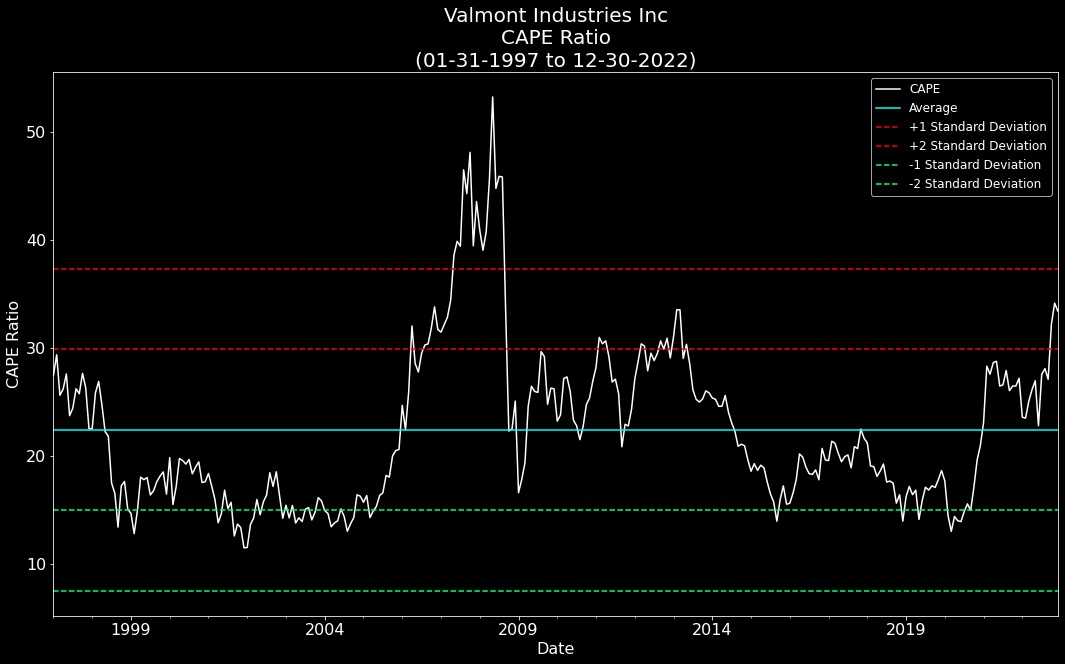 Valmont Industries Inc
CAPE Ratio
(01-31-1997 to 12-30-2022)
CAPE
Average
+1 Standard Deviation
+2 Standard Deviation
-1 Standard Deviation
-2 Standard Deviation
CAPE Ratio
50
40
30
20
10
1999 2004 2009 2014 2019
Date